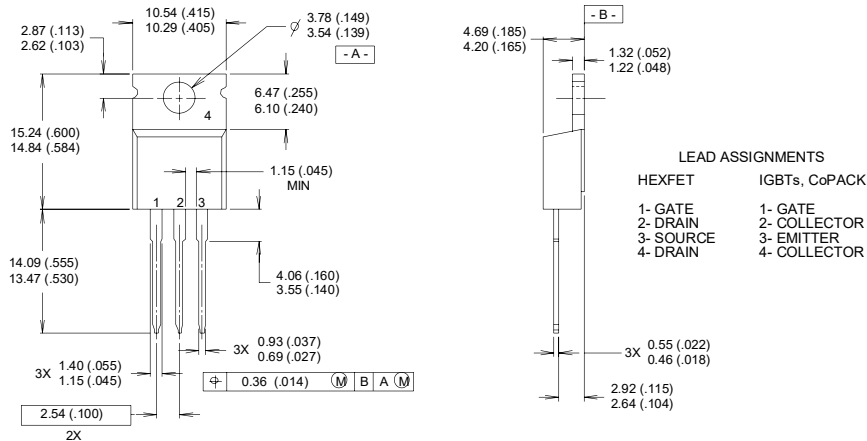 10.54 (.415)
10.29 (.405)
2.87 (.113)
2.62 (.103)
ø 3.78 (.149)
3.54 (.139)
- A -
6.47 (.255)
6.10 (.240)
4
15.24 (.600)
14.84 (.584)
1.15 (.045)
MIN
1 2 3
14.09 (.555)
13.47 (.530)
4.06 (.160)
3.55 (.140)
3X 0.93 (.037)
0.69 (.027)
3X 1.40 (.055)
1.15 (.045)
⌖ 0.36 (.014) Ⓜ B A Ⓜ
2.54 (.100)
2X
- B -
4.69 (.185)
4.20 (.165)
1.32 (.052)
1.22 (.048)
3X 0.55 (.022)
0.46 (.018)
2.92 (.115)
2.64 (.104)
LEAD ASSIGNMENTS
HEXFET
1- GATE
2- DRAIN
3- SOURCE
4- DRAIN
IGBTs, CoPACK
1- GATE
2- COLLECTOR
3- EMITTER
4- COLLECTOR